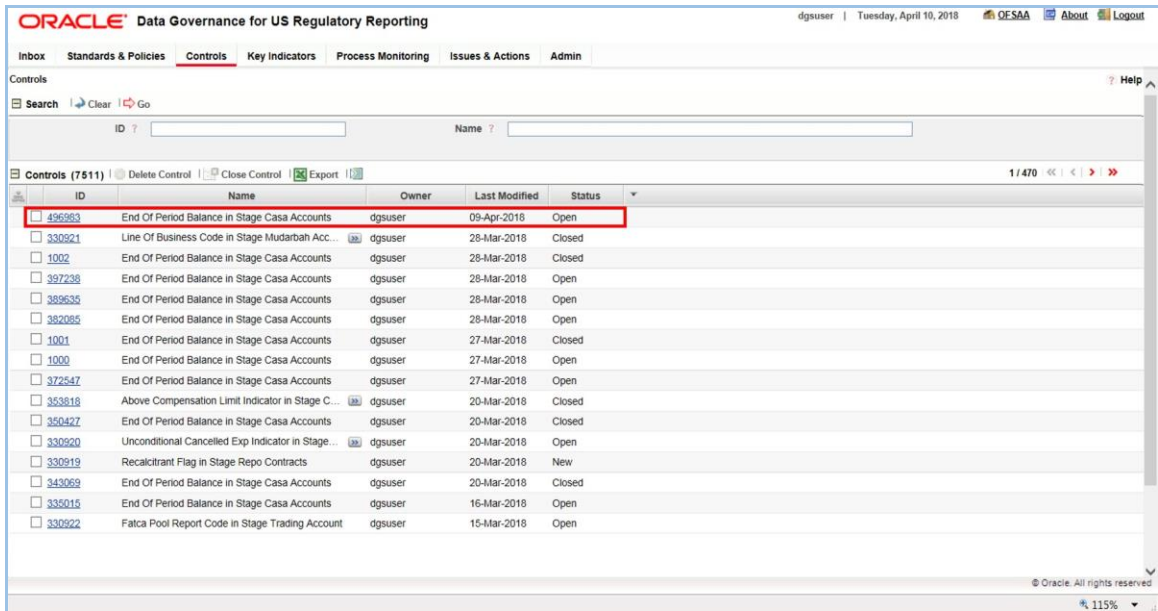 ORACLE® Data Governance for US Regulatory Reporting dgsuser | Tuesday, April 10, 2018 OFSAA About Logout
Inbox Standards & Policies Controls Key Indicators Process Monitoring Issues & Actions Admin
Controls ? Help
Search | Clear | Go
ID ? Name ?
Controls (7511) | Delete Control | Close Control | Export | 1 / 470
ID Name Owner Last Modified Status
496983 End Of Period Balance in Stage Casa Accounts dgsuser 09-Apr-2018 Open
330921 Line Of Business Code in Stage Mudarbah Acc... dgsuser 28-Mar-2018 Closed
1002 End Of Period Balance in Stage Casa Accounts dgsuser 28-Mar-2018 Closed
397238 End Of Period Balance in Stage Casa Accounts dgsuser 28-Mar-2018 Open
389635 End Of Period Balance in Stage Casa Accounts dgsuser 28-Mar-2018 Open
382085 End Of Period Balance in Stage Casa Accounts dgsuser 28-Mar-2018 Open
1001 End Of Period Balance in Stage Casa Accounts dgsuser 27-Mar-2018 Closed
1000 End Of Period Balance in Stage Casa Accounts dgsuser 27-Mar-2018 Open
372547 End Of Period Balance in Stage Casa Accounts dgsuser 27-Mar-2018 Open
353818 Above Compensation Limit Indicator in Stage C... dgsuser 20-Mar-2018 Closed
350427 End Of Period Balance in Stage Casa Accounts dgsuser 20-Mar-2018 Closed
330920 Unconditional Cancelled Exp Indicator in Stage... dgsuser 20-Mar-2018 Open
330919 Recalcitrant Flag in Stage Repo Contracts dgsuser 20-Mar-2018 New
343069 End Of Period Balance in Stage Casa Accounts dgsuser 20-Mar-2018 Closed
335015 End Of Period Balance in Stage Casa Accounts dgsuser 16-Mar-2018 Open
330922 Fatca Pool Report Code in Stage Trading Account dgsuser 15-Mar-2018 Open
© Oracle. All rights reserved
115%